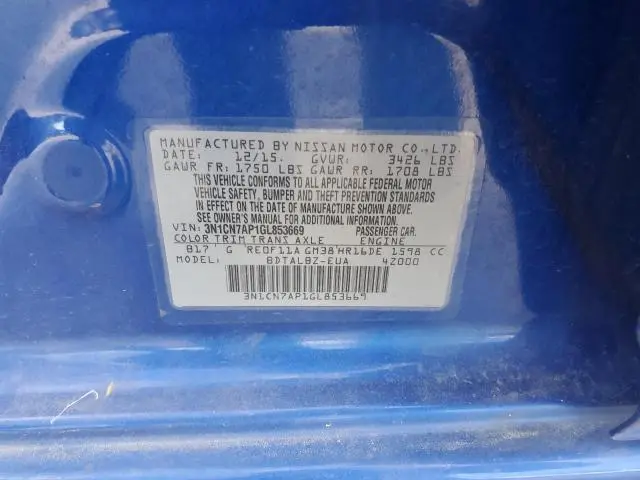 MANUFACTURED BY NISSAN MOTOR CO., LTD.
DATE: 12/15. GVWR: 3426 LBS
GAWR FR: 1750 LBS GAWR RR: 1708 LBS
THIS VEHICLE CONFORMS TO ALL APPLICABLE FEDERAL MOTOR
VEHICLE SAFETY, BUMPER AND THEFT PREVENTION STANDARDS
IN EFFECT ON THE DATE OF MANUFACTURE SHOWN ABOVE.
SEE OWNER'S MANUAL FOR ADDITIONAL INFORMATION.
VIN: 3N1CN7AP1GL853669 PASSENGER CAR.
COLOR TRIM TRANS AXLE ENGINE
B17 G RE0F11A GM38 HR16DE 1598 CC
BDTALBZ-EUA 42000
3N1CN7AP1GL853669